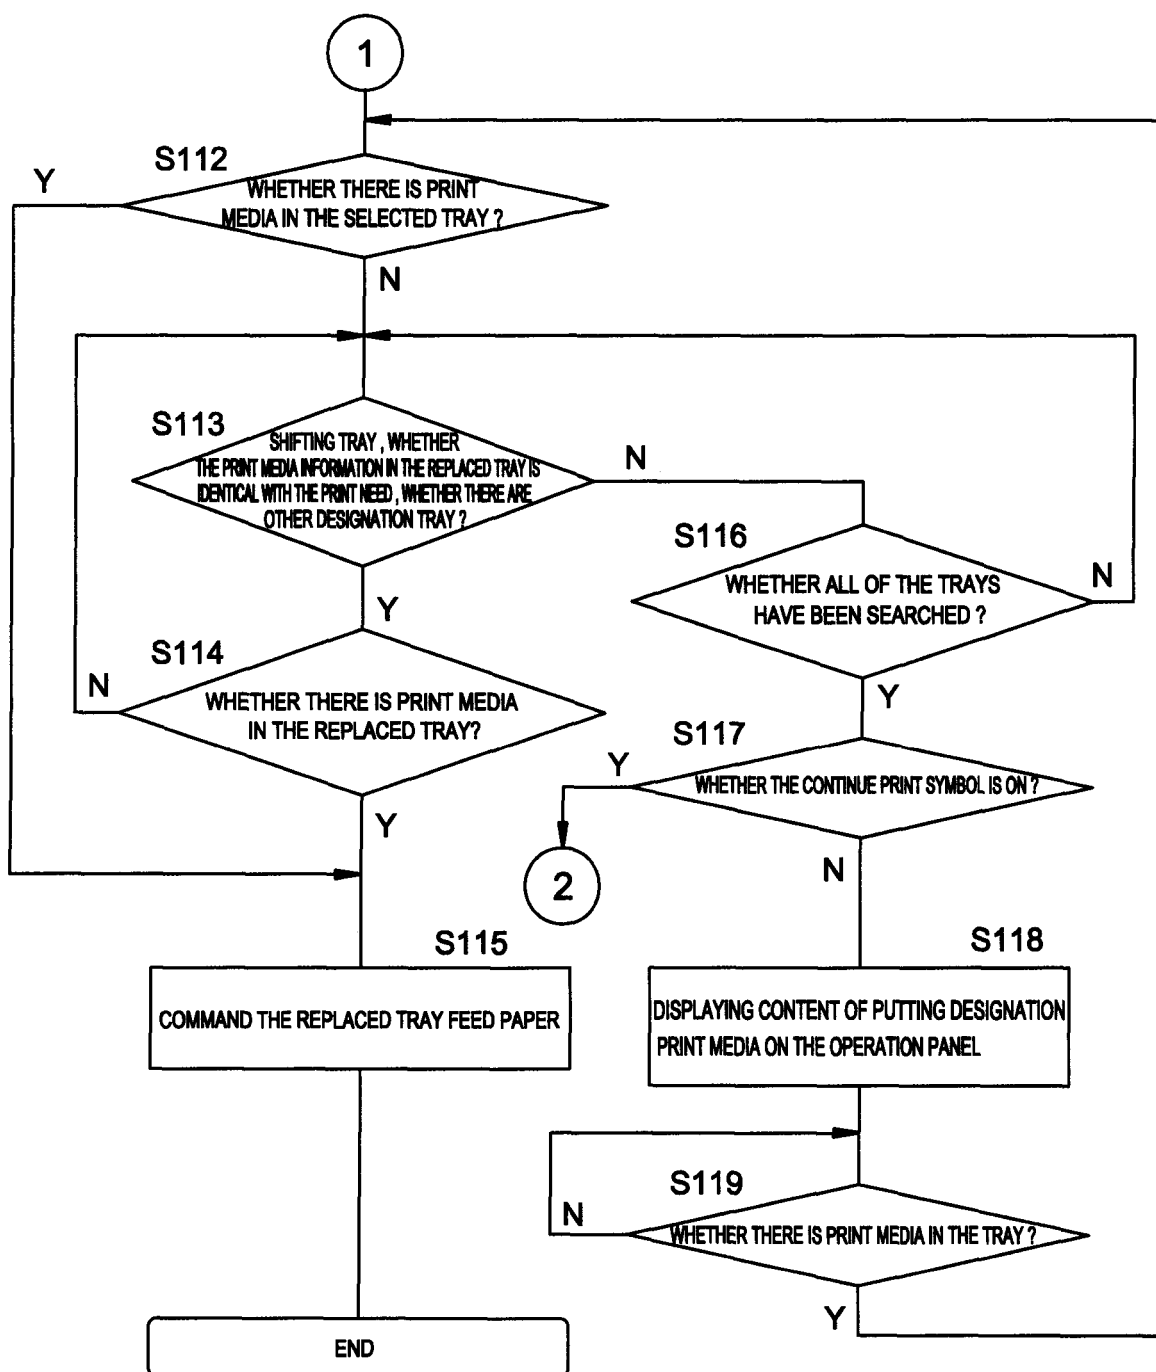 1
S112
Y
WHETHER THERE IS PRINT
MEDIA IN THE SELECTED TRAY ?
N
S113
SHIFTING TRAY , WHETHER
THE PRINT MEDIA INFORMATION IN THE REPLACED TRAY IS
IDENTICAL WITH THE PRINT NEED , WHETHER THERE ARE
OTHER DESIGNATION TRAY ?
N
Y
S116
WHETHER ALL OF THE TRAYS
HAVE BEEN SEARCHED ?
N
Y
S114
N
WHETHER THERE IS PRINT MEDIA
IN THE REPLACED TRAY?
Y
S117
Y
WHETHER THE CONTINUE PRINT SYMBOL IS ON ?
2
N
S115
COMMAND THE REPLACED TRAY FEED PAPER
S118
DISPLAYING CONTENT OF PUTTING DESIGNATION
PRINT MEDIA ON THE OPERATION PANEL
S119
N
WHETHER THERE IS PRINT MEDIA IN THE TRAY ?
Y
END